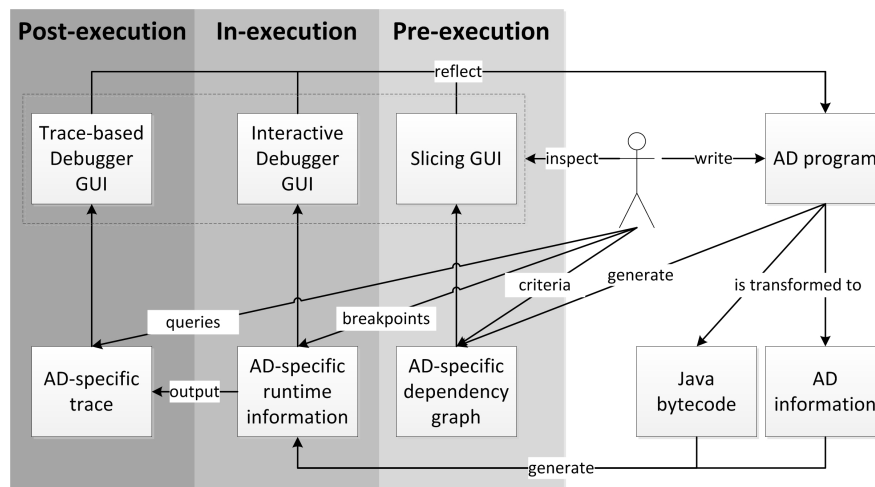 Post-execution
In-execution
Pre-execution
reflect
Trace-based
Debugger
GUI
Interactive
Debugger
GUI
Slicing GUI
inspect
write
AD program
generate
criteria
is transformed to
queries
breakpoints
AD-specific
trace
output
AD-specific
runtime
information
AD-specific
dependency
graph
Java
bytecode
AD
information
generate